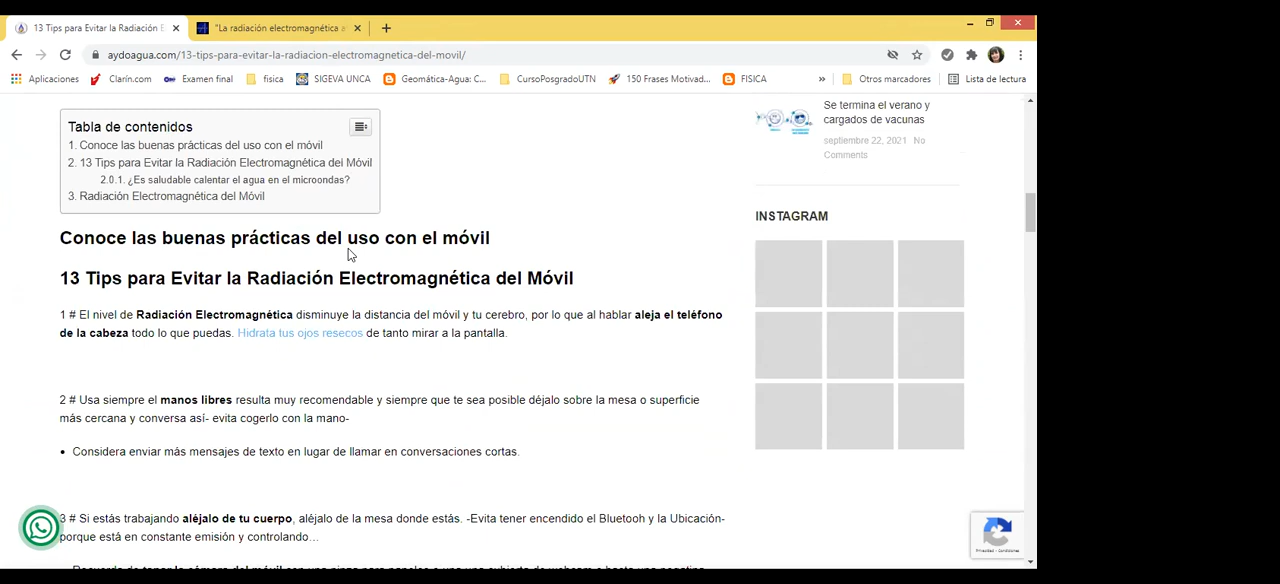 13 Tips para Evitar la Radiación E
"La radiación electromagnética a
aydoagua.com/13-tips-para-evitar-la-radiacion-electromagnetica-del-movil/
Aplicaciones
Clarín.com
Examen final
fisica
SIGEVA UNCA
Geomática-Agua: C...
CursoPosgradoUTN
150 Frases Motivad...
FISICA
»
Otros marcadores
Lista de lectura
Tabla de contenidos
1. Conoce las buenas prácticas del uso con el móvil
2. 13 Tips para Evitar la Radiación Electromagnética del Móvil
2.0.1. ¿Es saludable calentar el agua en el microondas?
3. Radiación Electromagnética del Móvil
Conoce las buenas prácticas del uso con el móvil
13 Tips para Evitar la Radiación Electromagnética del Móvil
1 # El nivel de Radiación Electromagnética disminuye la distancia del móvil y tu cerebro, por lo que al hablar aleja el teléfono
de la cabeza todo lo que puedas. Hidrata tus ojos resecos de tanto mirar a la pantalla.
2 # Usa siempre el manos libres resulta muy recomendable y siempre que te sea posible déjalo sobre la mesa o superficie
más cercana y conversa así- evita cogerlo con la mano-
• Considera enviar más mensajes de texto en lugar de llamar en conversaciones cortas.
3 # Si estás trabajando aléjalo de tu cuerpo, aléjalo de la mesa donde estás. -Evita tener encendido el Bluetooh y la Ubicación-
porque está en constante emisión y controlando…
Se termina el verano y
cargados de vacunas
septiembre 22, 2021 No
Comments
INSTAGRAM
Privacidad - Condiciones